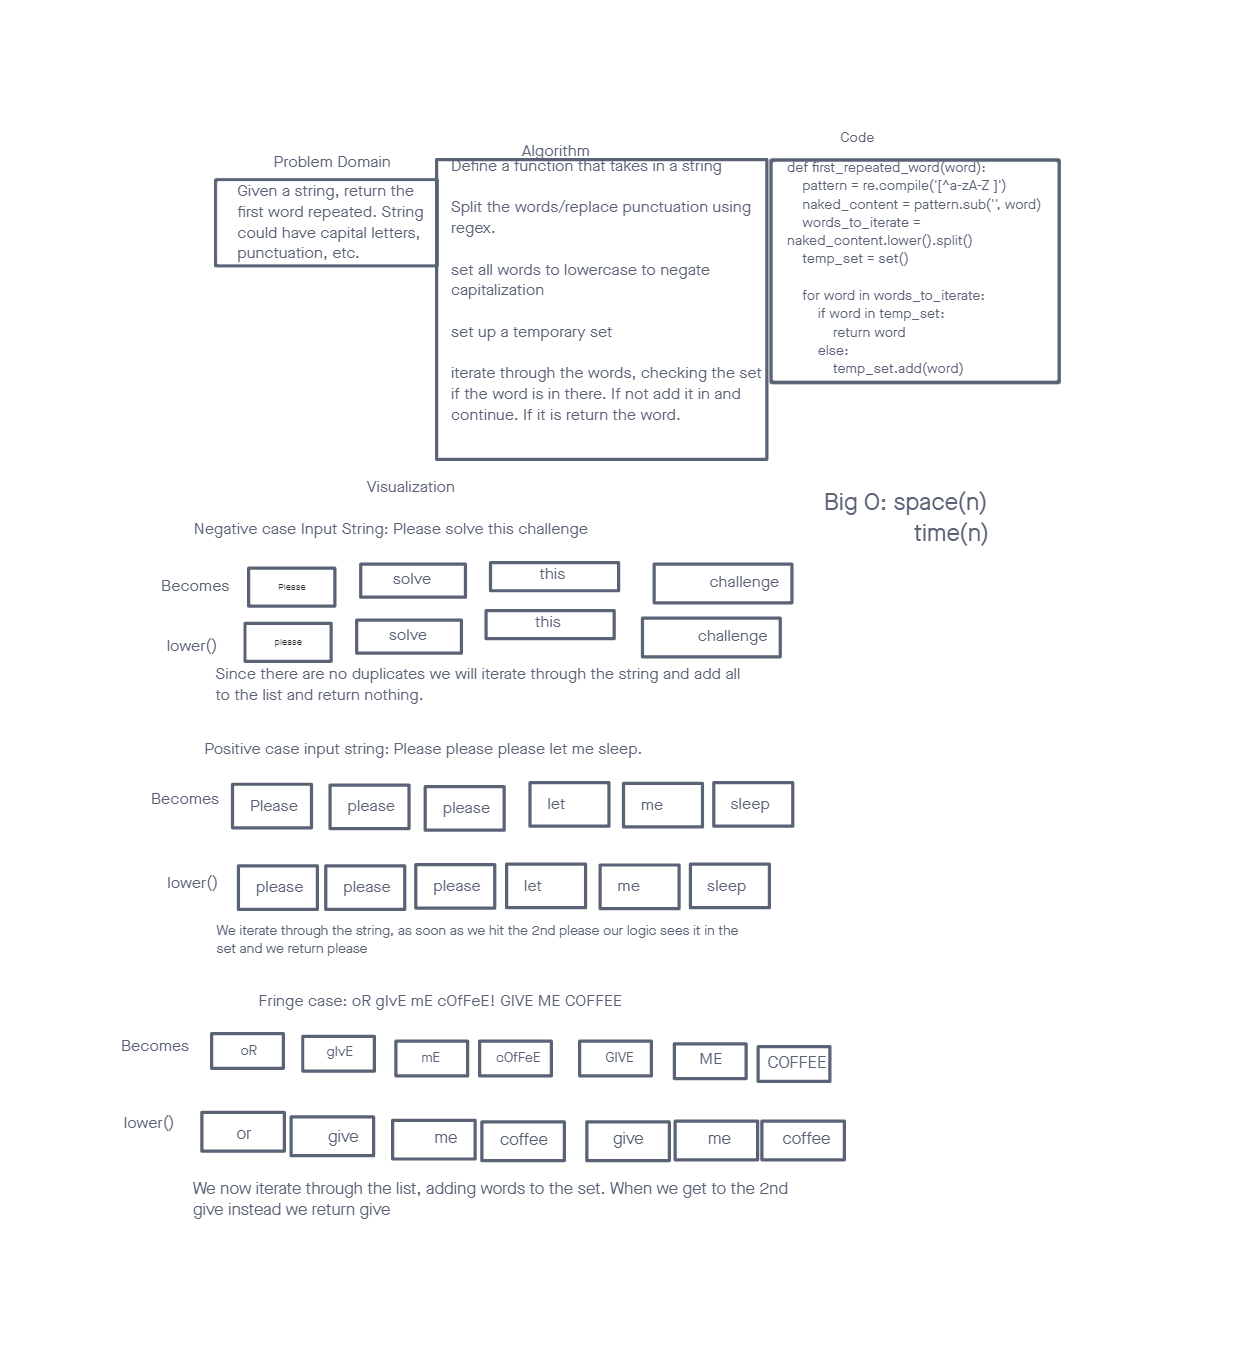 Problem Domain
Given a string, return the
first word repeated. String
could have capital letters,
punctuation, etc.
Algorithm
Define a function that takes in a string
Split the words/replace punctuation using
regex.
set all words to lowercase to negate
capitalization
set up a temporary set
iterate through the words, checking the set
if the word is in there. If not add it in and
continue. If it is return the word.
Code
def first_repeated_word(word):
pattern = re.compile('[^a-zA-Z ]')
naked_content = pattern.sub('', word)
words_to_iterate =
naked_content.lower().split()
temp_set = set()
for word in words_to_iterate:
if word in temp_set:
return word
else:
temp_set.add(word)
Visualization
Big O: space(n)
time(n)
Negative case Input String: Please solve this challenge
Becomes Please solve this challenge
lower() please solve this challenge
Since there are no duplicates we will iterate through the string and add all
to the list and return nothing.
Positive case input string: Please please please let me sleep.
Becomes Please please please let me sleep
lower() please please please let me sleep
We iterate through the string, as soon as we hit the 2nd please our logic sees it in the
set and we return please
Fringe case: oR gIvE mE cOfFeE! GIVE ME COFFEE
Becomes oR gIvE mE cOfFeE GIVE ME COFFEE
lower() or give me coffee give me coffee
We now iterate through the list, adding words to the set. When we get to the 2nd
give instead we return give